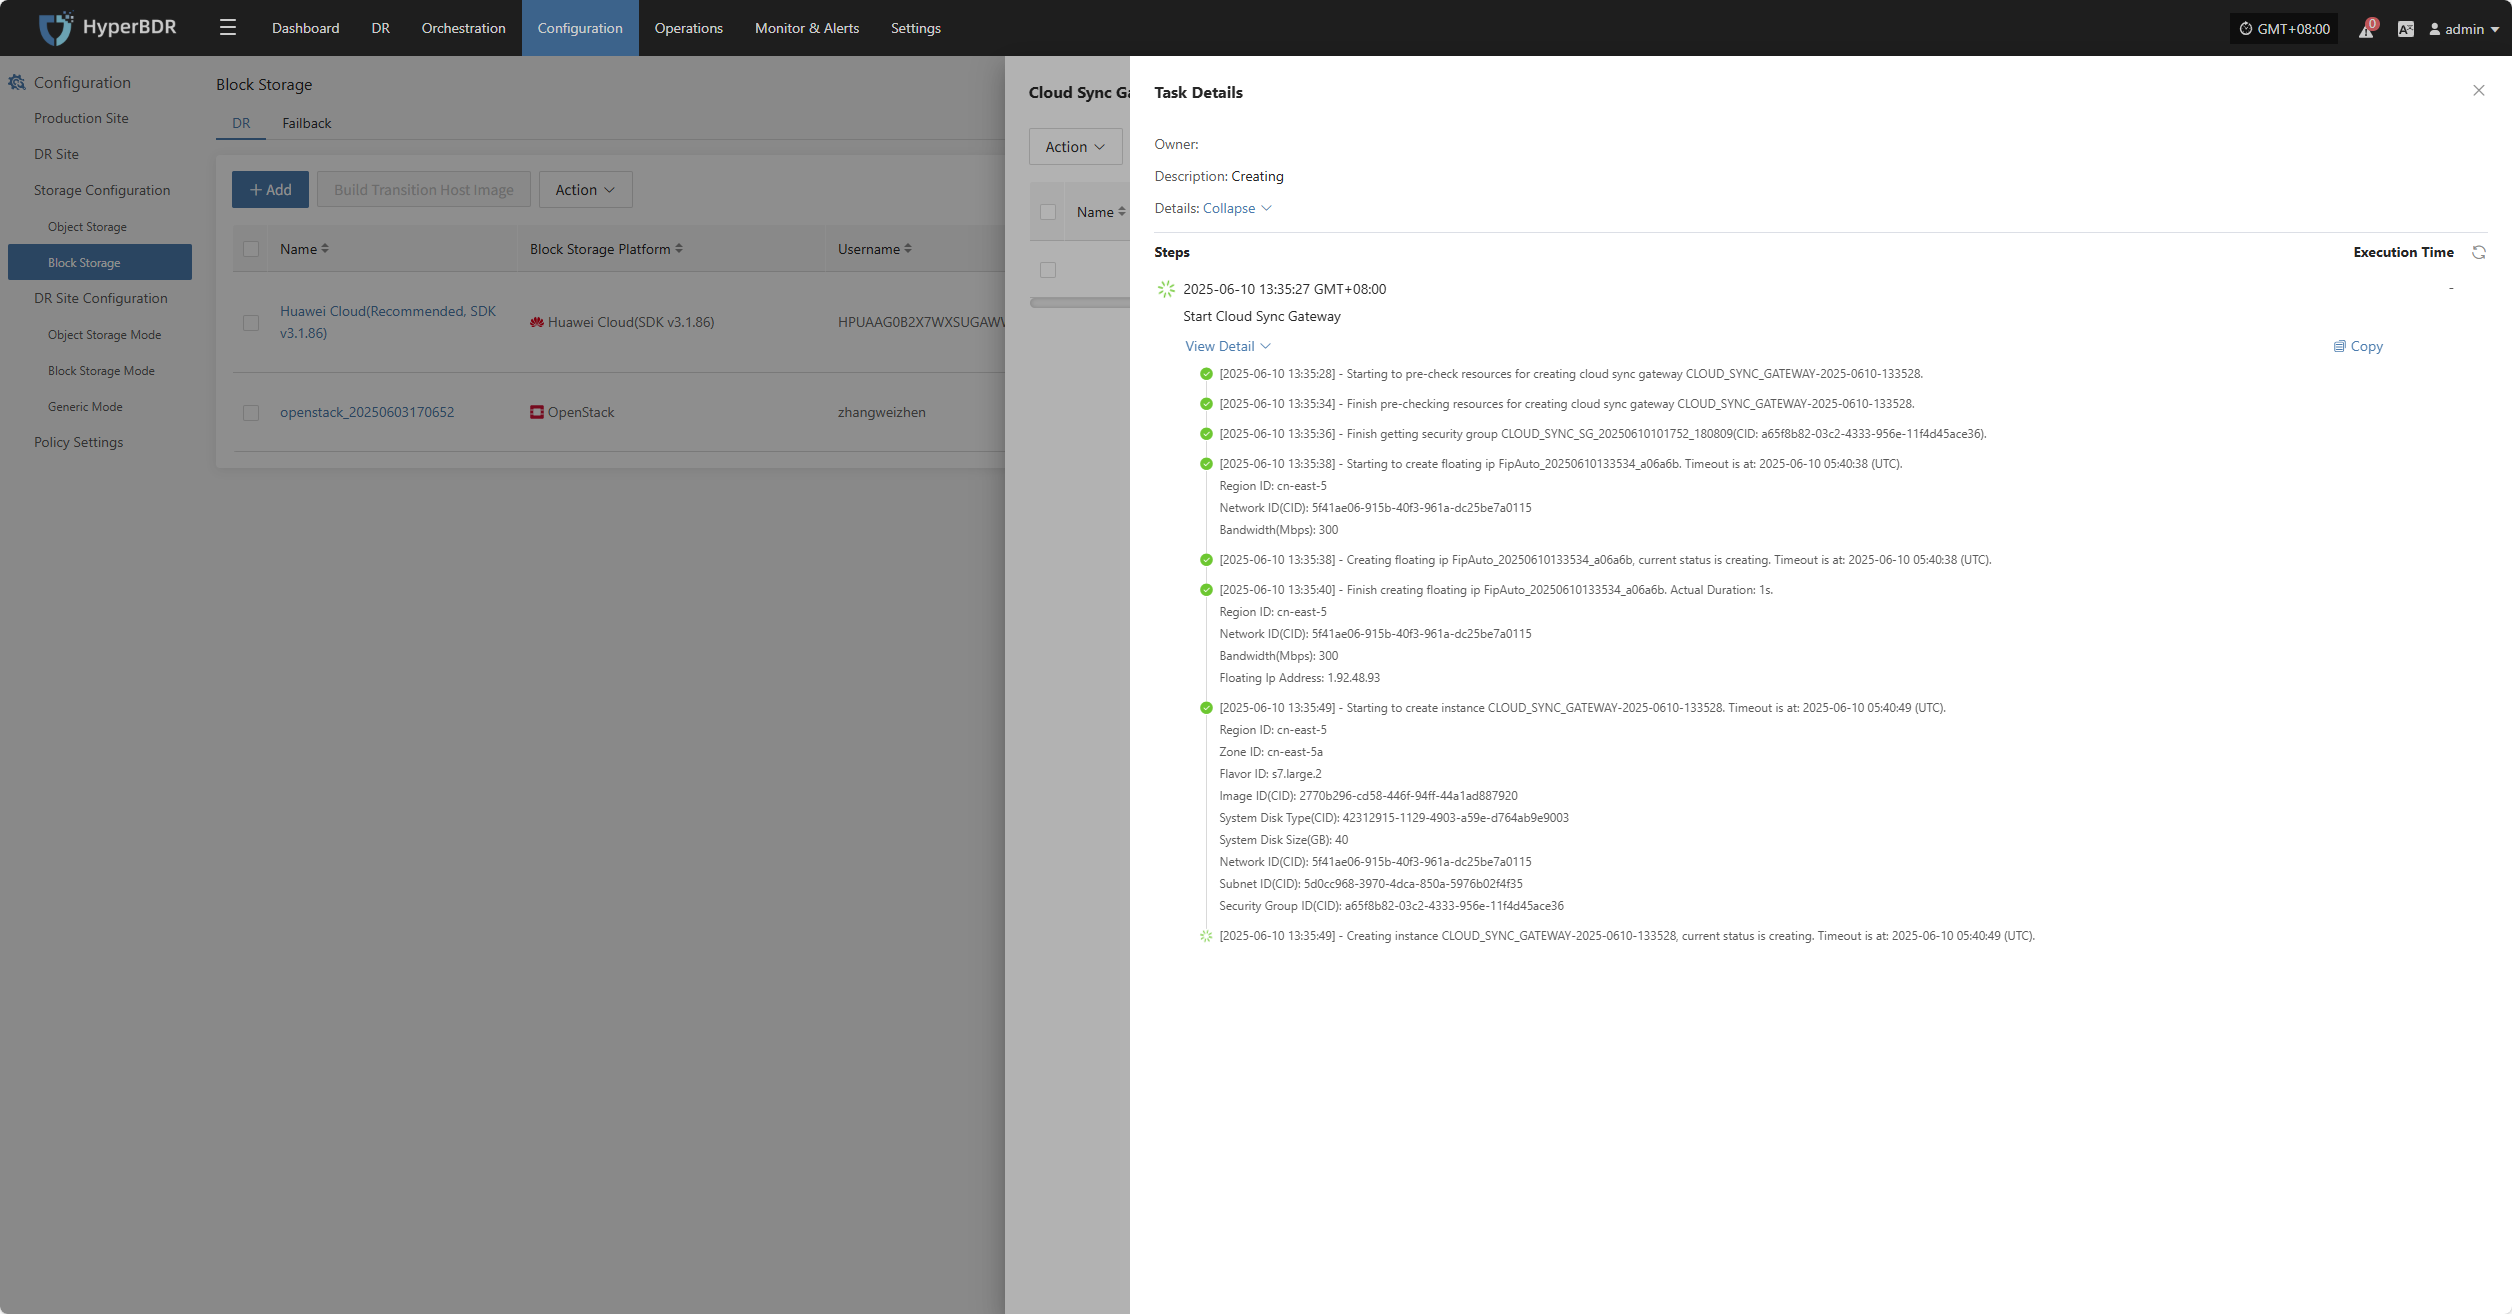 HyperBDR
Dashboard
DR
Orchestration
Configuration
Operations
Monitor & Alerts
Settings
GMT+08:00
0
admin
Configuration
Production Site
DR Site
Storage Configuration
Object Storage
Block Storage
DR Site Configuration
Object Storage Mode
Block Storage Mode
Generic Mode
Policy Settings
Block Storage
DR
Failback
+ Add
Build Transition Host Image
Action
Name
Block Storage Platform
Username
Huawei Cloud(Recommended, SDK
v3.1.86)
Huawei Cloud(SDK v3.1.86)
openstack_20250603170652
OpenStack
zhangweizhen
Cloud Sync
Action
Name
Task Details
Owner:
Description: Creating
Details: Collapse
Steps
Execution Time
2025-06-10 13:35:27 GMT+08:00
-
Start Cloud Sync Gateway
View Detail
Copy
[2025-06-10 13:35:28] - Starting to pre-check resources for creating cloud sync gateway CLOUD_SYNC_GATEWAY-2025-0610-133528.
[2025-06-10 13:35:34] - Finish pre-checking resources for creating cloud sync gateway CLOUD_SYNC_GATEWAY-2025-0610-133528.
[2025-06-10 13:35:36] - Finish getting security group CLOUD_SYNC_SG_20250610101752_180809(CID: a65f8b82-03c2-4333-956e-11f4d45ace36).
[2025-06-10 13:35:38] - Starting to create floating ip FipAuto_20250610133534_a06a6b. Timeout is at: 2025-06-10 05:40:38 (UTC).
Region ID: cn-east-5
Network ID(CID): 5f41ae06-915b-40f3-961a-dc25be7a0115
Bandwidth(Mbps): 300
[2025-06-10 13:35:38] - Creating floating ip FipAuto_20250610133534_a06a6b, current status is creating. Timeout is at: 2025-06-10 05:40:38 (UTC).
[2025-06-10 13:35:40] - Finish creating floating ip FipAuto_20250610133534_a06a6b. Actual Duration: 1s.
Region ID: cn-east-5
Network ID(CID): 5f41ae06-915b-40f3-961a-dc25be7a0115
Bandwidth(Mbps): 300
Floating Ip Address: 1.92.48.93
[2025-06-10 13:35:49] - Starting to create instance CLOUD_SYNC_GATEWAY-2025-0610-133528. Timeout is at: 2025-06-10 05:40:49 (UTC).
Region ID: cn-east-5
Zone ID: cn-east-5a
Flavor ID: s7.large.2
Image ID(CID): 2770b296-cd58-446f-94ff-44a1ad887920
System Disk Type(CID): 42312915-1129-4903-a59e-d764ab9e9003
System Disk Size(GB): 40
Network ID(CID): 5f41ae06-915b-40f3-961a-dc25be7a0115
Subnet ID(CID): 5d0cc968-3970-4dca-850a-5976b02f4f35
Security Group ID(CID): a65f8b82-03c2-4333-956e-11f4d45ace36
[2025-06-10 13:35:49] - Creating instance CLOUD_SYNC_GATEWAY-2025-0610-133528, current status is creating. Timeout is at: 2025-06-10 05:40:49 (UTC).